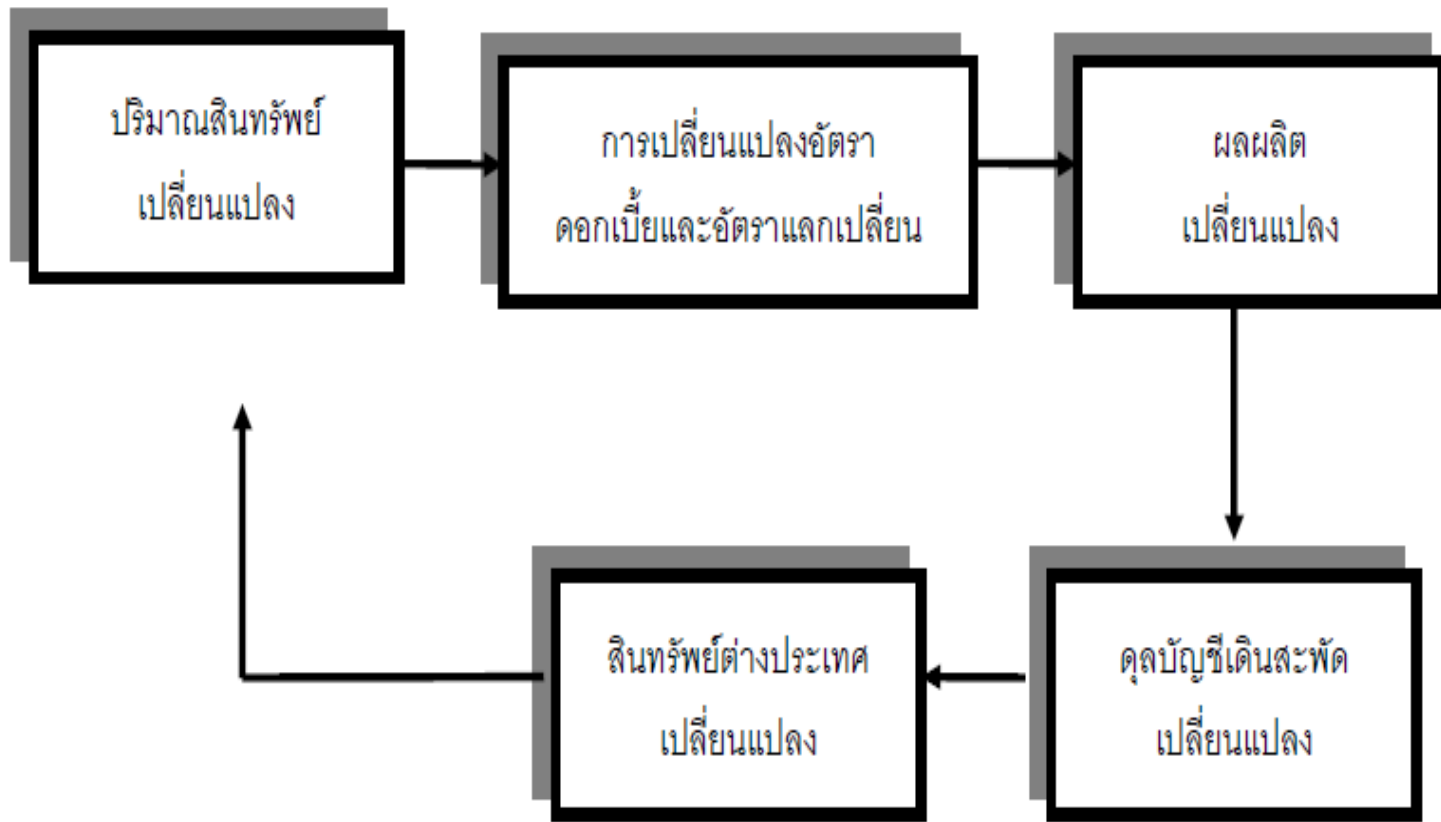 ปริมาณสินทรัพย์
เปลี่ยนแปลง
การเปลี่ยนแปลงอัตรา
ดอกเบี้ยและอัตราแลกเปลี่ยน
ผลผลิต
เปลี่ยนแปลง
ดุลบัญชีเดินสะพัด
เปลี่ยนแปลง
สินทรัพย์ต่างประเทศ
เปลี่ยนแปลง